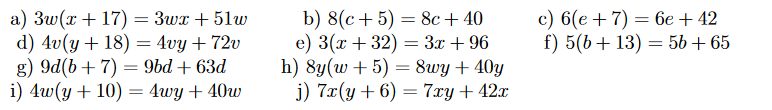 a) 3w(x + 17) = 3wx + 51w b) 8(c + 5) = 8c + 40 c) 6(e + 7) = 6e + 42
d) 4v(y + 18) = 4vy + 72v e) 3(x + 32) = 3x + 96 f) 5(b + 13) = 5b + 65
g) 9d(b + 7) = 9bd + 63d h) 8y(w + 5) = 8wy + 40y
i) 4w(y + 10) = 4wy + 40w j) 7x(y + 6) = 7xy + 42x